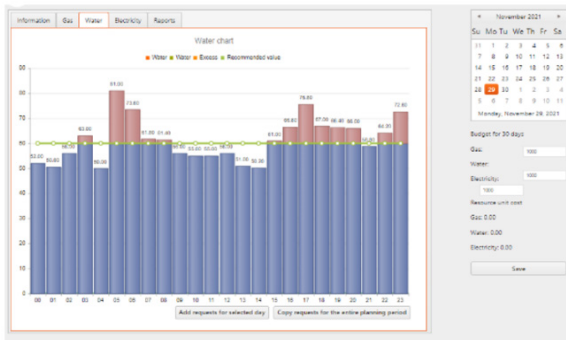 Information Gas Water Electricity Reports
Water chart
Water Water Excess Recommended value
90
80
70
60
50
40
30
20
10
0
63.00 50.00 81.00 73.60 61.80 61.40 51.00 50.30 61.00 66.60 75.80 67.00 66.40 66.00 64.30 72.80
00 01 02 03 04 05 06 07 08 09 10 11 12 13 14 15 16 17 18 19 20 21 22 23
Add requests for selected day Copy requests for the entire planning period
« November 2021 »
Su Mo Tu We Th Fr Sa
31 1 2 3 4 5 6
7 8 9 10 11 12 13
14 15 16 17 18 19 20
21 22 23 24 25 26 27
28 29 30 1 2 3 4
5 6 7 8 9 10 11
Monday, November 29, 2021
Budget for 30 days
Gas: 100
Water:
100
Electricity:
100
Resource unit cost
Gas: 0.00
Water: 0.00
Electricity: 0.00
Save